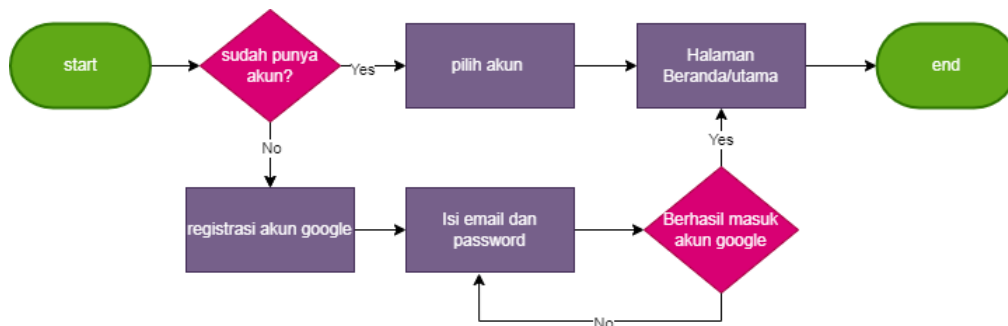 start
sudah punya
akun?
Yes
pilih akun
Halaman
Beranda/utama
end
No
Yes
registrasi akun google
Isi email dan
password
Berhasil masuk
akun google
No